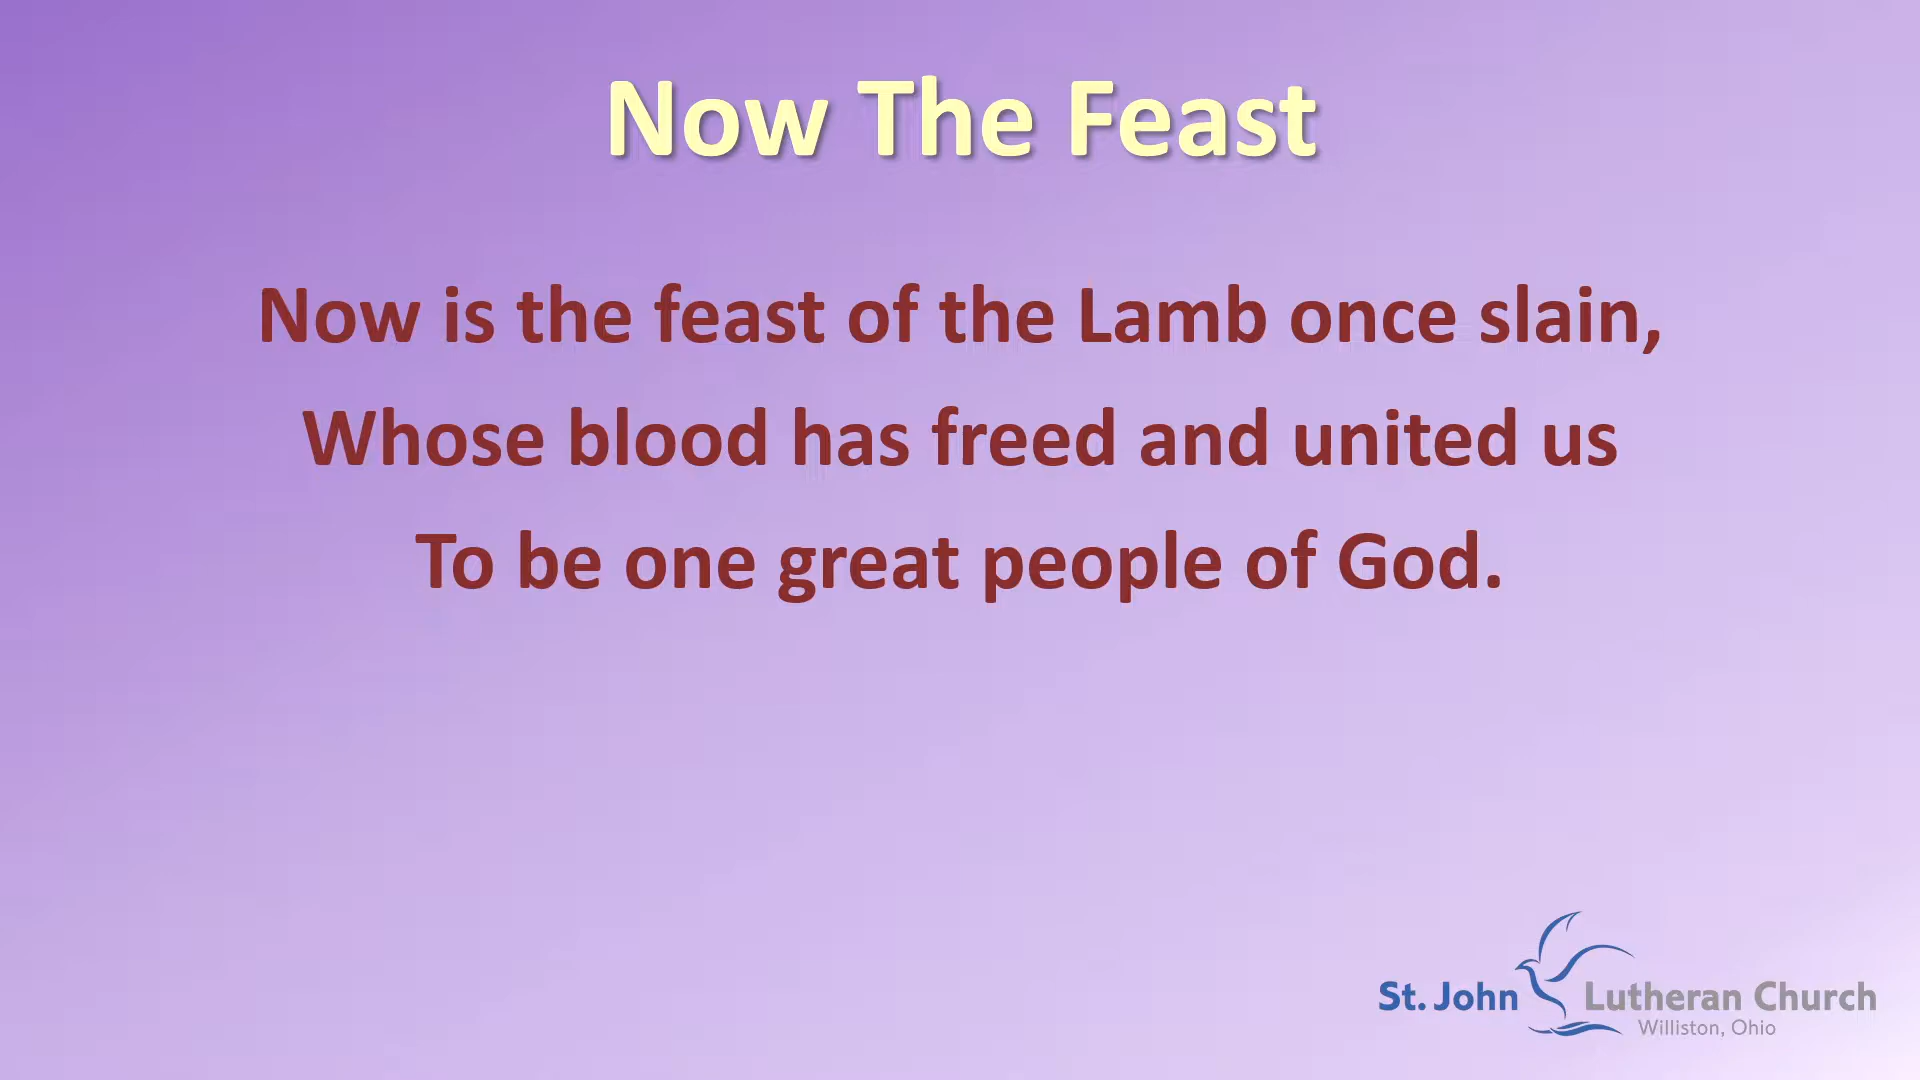 Now The Feast
Now is the feast of the Lamb once slain,
Whose blood has freed and united us
To be one great people of God.
St. John Lutheran Church
Williston, Ohio